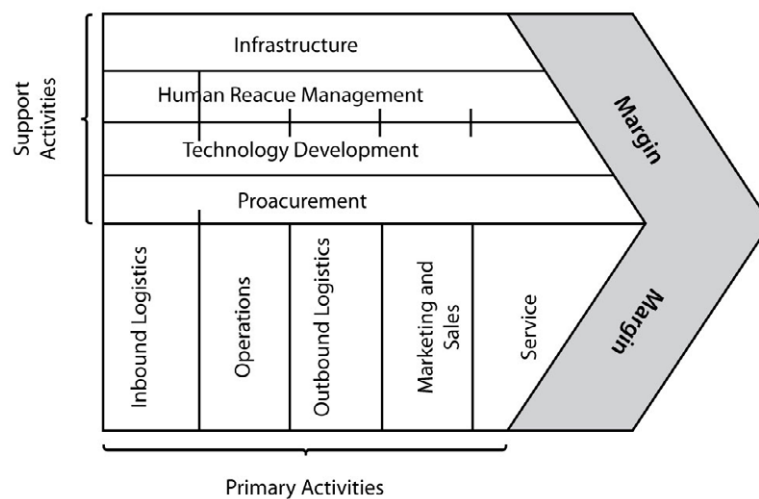 Support
Activities
Infrastructure
Human Reacue Management
Technology Development
Proacurement
Margin
Inbound Logistics
Operations
Outbound Logistics
Marketing and
Sales
Service
Margin
Primary Activities